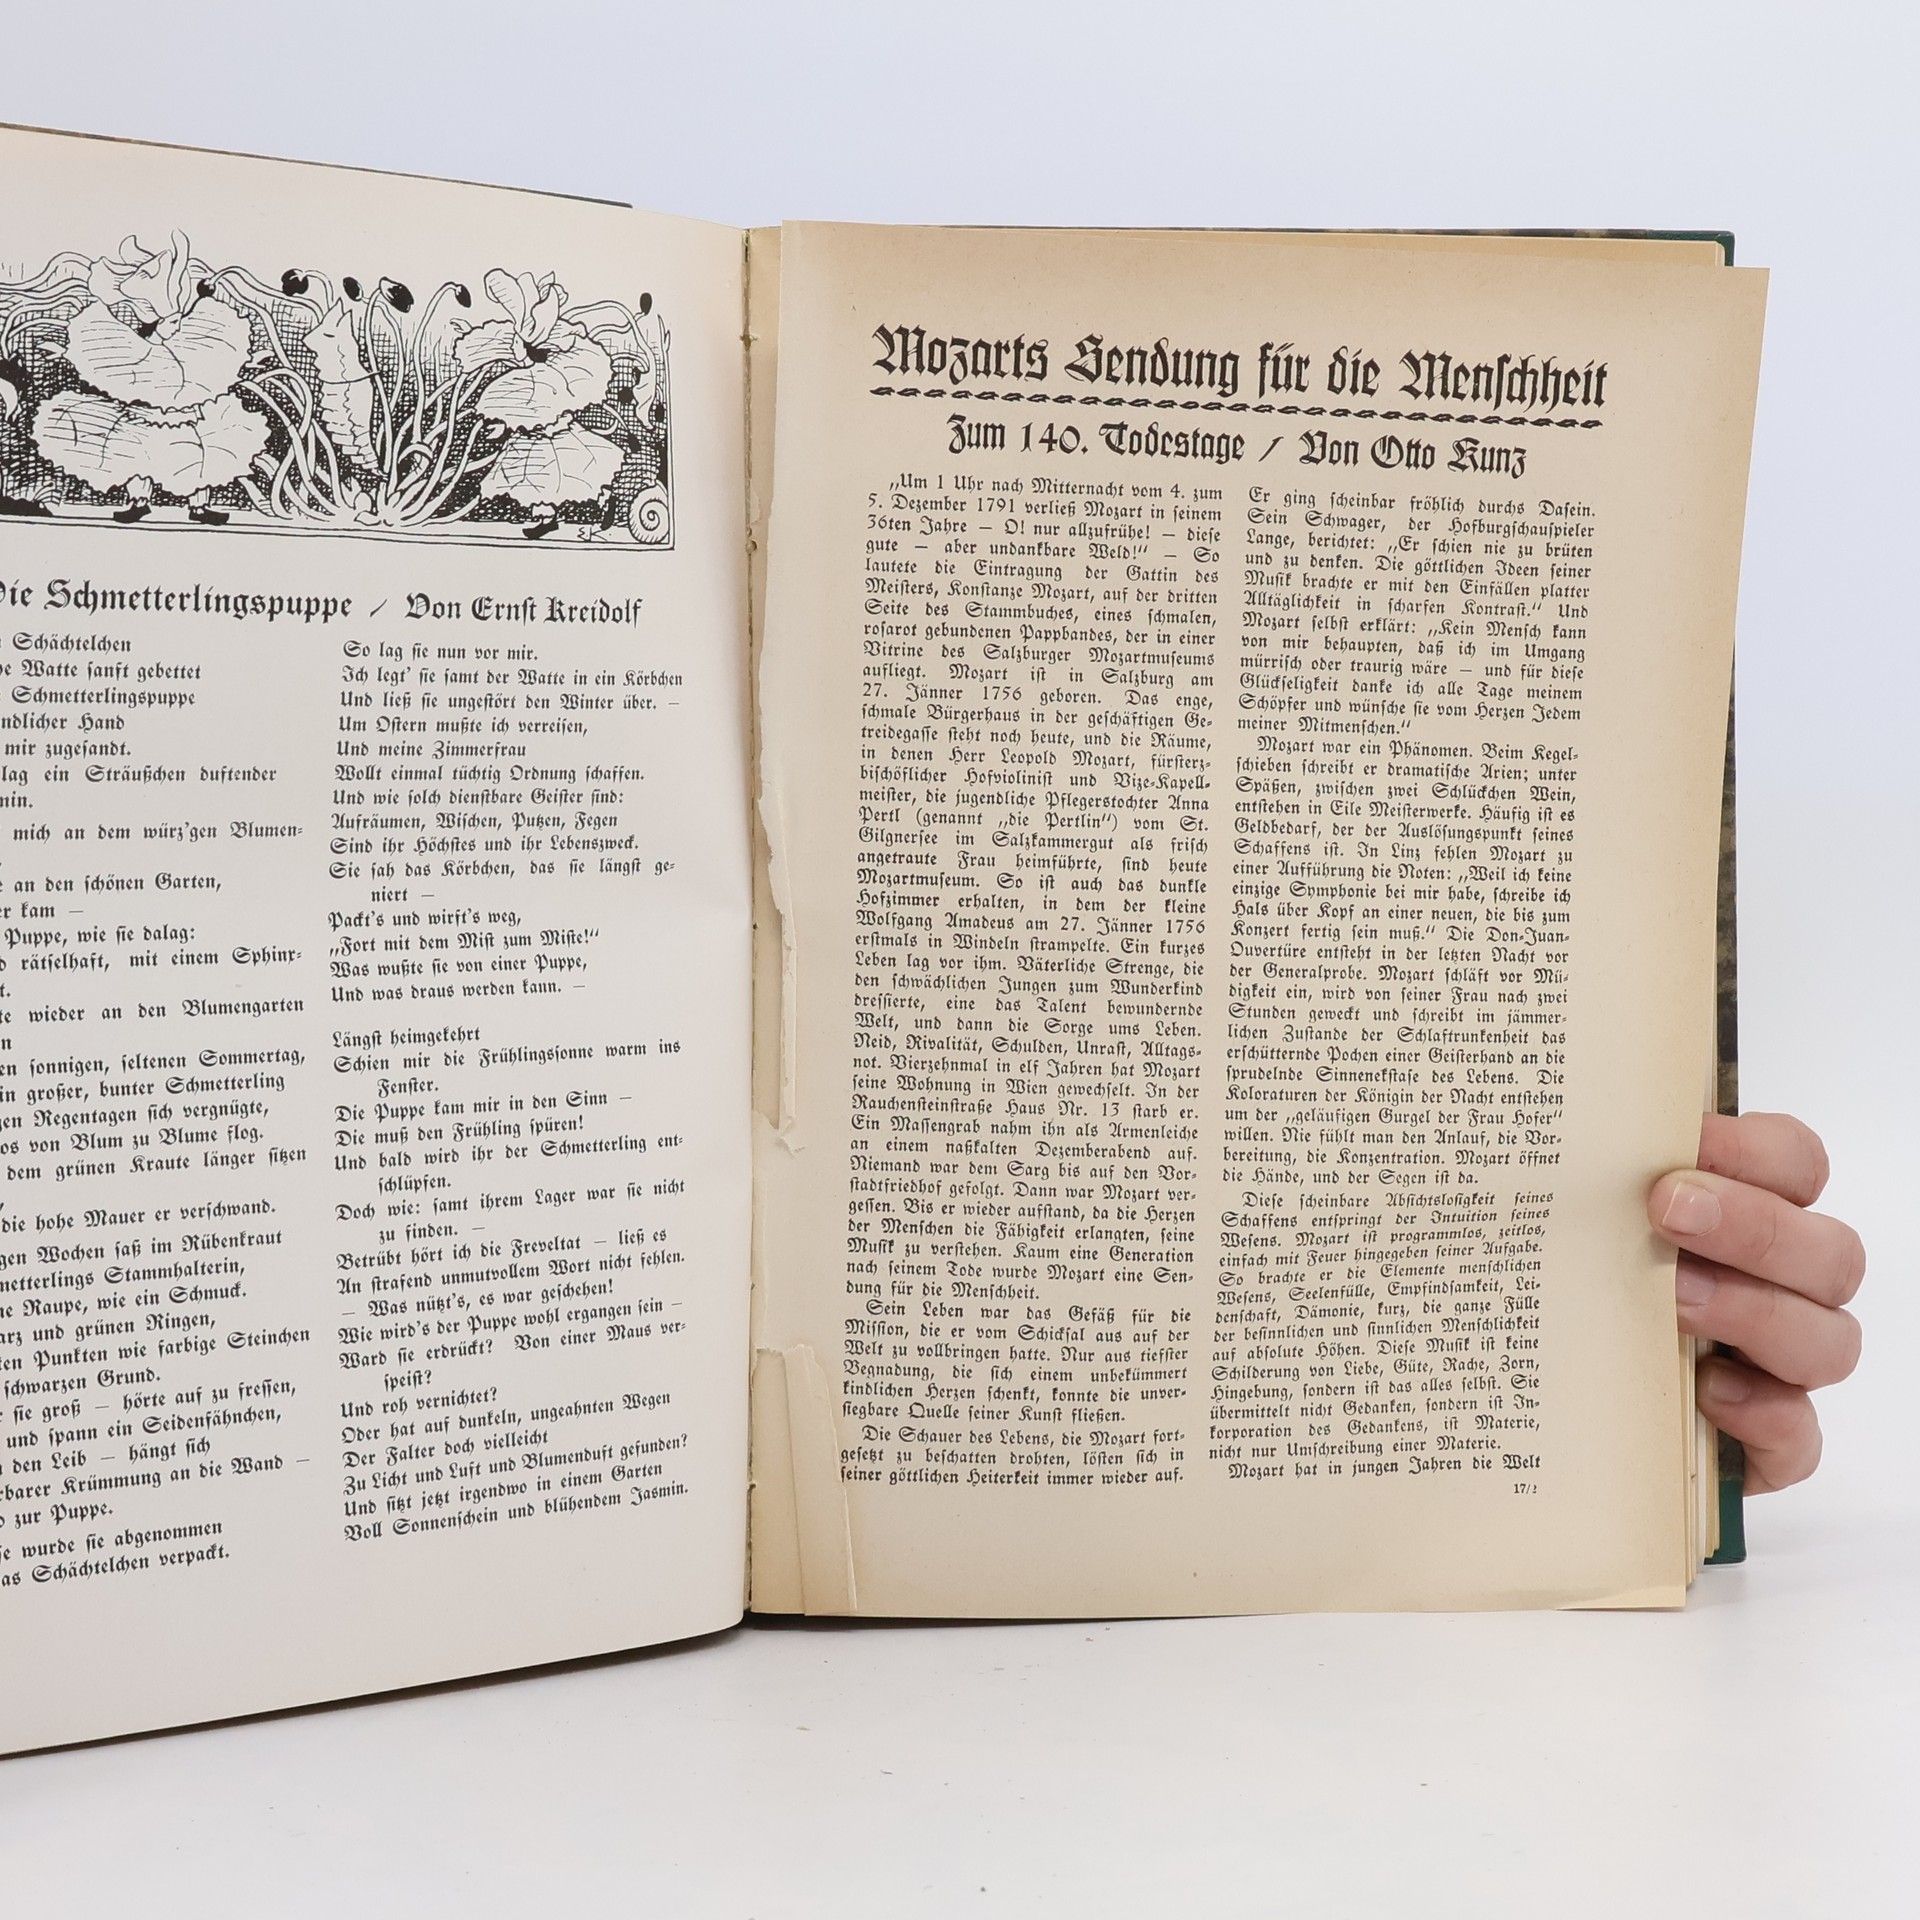 EK
Die Schmetterlingspuppe / Von Ernst Kreidolf
Schächtelchen
Watte sanft gebettet
Schmetterlingspuppe
ndlicher Hand
mir zugesandt.
lag ein Sträußchen duftender
min.
mich an dem würz'gen Blumen-
an den schönen Garten,
er kam —
Puppe, wie sie dalag:
rätselhaft, mit einem Sphinx-
t.
te wieder an den Blumengarten
n
en sonnigen, seltenen Sommertag,
in großer, bunter Schmetterling
gen Regentagen sich vergnügte,
os von Blum zu Blume flog.
dem grünen Kraute länger sitzen
die hohe Mauer er verschwand.
gen Wochen saß im Rübenkraut
metterlings Stammhalterin,
ne Raupe, wie ein Schmuck.
arz und grünen Ringen,
ten Punkten wie farbige Steinchen
schwarzen Grund.
sie groß — hörte auf zu fressen,
und spann ein Seidenfähnchen,
den Leib — hängt sich
rbarer Krümmung an die Wand —
zur Puppe.
se wurde sie abgenommen
as Schächtelchen verpackt.
So lag sie nun vor mir.
Ich legt' sie samt der Watte in ein Körbchen
Und ließ sie ungestört den Winter über. —
Um Ostern mußte ich verreisen,
Und meine Zimmerfrau
Wollt einmal tüchtig Ordnung schaffen.
Und wie solch dienstbare Geister sind:
Aufräumen, Wischen, Putzen, Fegen
Sind ihr Höchstes und ihr Lebenszweck.
Sie sah das Körbchen, das sie längst ge-
niert —
Packt's und wirft's weg,
„Fort mit dem Mist zum Miste!“
Was wußte sie von einer Puppe,
Und was draus werden kann. —
Längst heimgekehrt
Schien mir die Frühlingssonne warm ins
Fenster.
Die Puppe kam mir in den Sinn —
Die muß den Frühling spüren!
Und bald wird ihr der Schmetterling ent-
schlüpfen.
Doch wie: samt ihrem Lager war sie nicht
zu finden. —
Betrübt hört ich die Freveltat — ließ es
An strafend unmutvollem Wort nicht fehlen.
— Was nützt's, es war geschehen!
Wie wird's der Puppe wohl ergangen sein —
Ward sie erdrückt? Von einer Maus ver-
speist?
Und roh vernichtet?
Oder hat auf dunkeln, ungeahnten Wegen
Der Falter doch vielleicht
Zu Licht und Luft und Blumenduft gefunden?
Und sitzt jetzt irgendwo in einem Garten
Voll Sonnenschein und blühendem Jasmin.
Mozarts Sendung für die Menschheit
Zum 140. Todestage / Von Otto Kunz
„Um 1 Uhr nach Mitternacht vom 4. zum
5. Dezember 1791 verließ Mozart in seinem
36ten Jahre — O! nur allzufrühe! — diese
gute — aber undankbare Weld!“ — So
lautete die Eintragung der Gattin des
Meisters, Konstanze Mozart, auf der dritten
Seite des Stammbuches, eines schmalen,
rosarot gebundenen Pappbandes, der in einer
Vitrine des Salzburger Mozartmuseums
aufliegt. Mozart ist in Salzburg am
27. Jänner 1756 geboren. Das enge,
schmale Bürgerhaus in der geschäftigen Ge-
treidegasse steht noch heute, und die Räume,
in denen Herr Leopold Mozart, fürsterz-
bischöflicher Hofviolinist und Vize-Kapell-
meister, die jugendliche Pflegerstochter Anna
Pertl (genannt „die Pertlin“) vom St.
Gilgnersee im Salzkammergut als frisch
angetraute Frau heimführte, sind heute
Mozartmuseum. So ist auch das dunkle
Hofzimmer erhalten, in dem der kleine
Wolfgang Amadeus am 27. Jänner 1756
erstmals in Windeln strampelte. Ein kurzes
Leben lag vor ihm. Väterliche Strenge, die
den schwächlichen Jungen zum Wunderkind
dressierte, eine das Talent bewundernde
Welt, und dann die Sorge ums Leben.
Neid, Rivalität, Schulden, Unrast, Alltags-
not. Vierzehnmal in elf Jahren hat Mozart
seine Wohnung in Wien gewechselt. In der
Rauchensteinstraße Haus Nr. 13 starb er.
Ein Massengrab nahm ihn als Armenleiche
an einem naßkalten Dezemberabend auf.
Niemand war dem Sarg bis auf den Vor-
stadtfriedhof gefolgt. Dann war Mozart ver-
gessen. Bis er wieder aufstand, da die Herzen
der Menschen die Fähigkeit erlangten, seine
Musik zu verstehen. Kaum eine Generation
nach seinem Tode wurde Mozart eine Sen-
dung für die Menschheit.
Sein Leben war das Gefäß für die
Mission, die er vom Schicksal aus auf der
Welt zu vollbringen hatte. Nur aus tiefster
Begnadung, die sich einem unbekümmert
kindlichen Herzen schenkt, konnte die unver-
siegbare Quelle seiner Kunst fließen.
Die Schauer des Lebens, die Mozart fort-
gesetzt zu beschatten drohten, lösten sich in
seiner göttlichen Heiterkeit immer wieder auf.
Er ging scheinbar fröhlich durchs Dasein.
Sein Schwager, der Hofburgschauspieler
Lange, berichtet: „Er schien nie zu brüten
und zu denken. Die göttlichen Ideen seiner
Musik brachte er mit den Einfällen platter
Alltäglichkeit in scharfen Kontrast.“ Und
Mozart selbst erklärt: „Kein Mensch kann
von mir behaupten, daß ich im Umgang
mürrisch oder traurig wäre — und für diese
Glückseligkeit danke ich alle Tage meinem
Schöpfer und wünsche sie vom Herzen Jedem
meiner Mitmenschen.“
Mozart war ein Phänomen. Beim Kegel-
schieben schreibt er dramatische Arien; unter
Späßen, zwischen zwei Schlückchen Wein,
entstehen in Eile Meisterwerke. Häufig ist es
Geldbedarf, der der Auslösungspunkt seines
Schaffens ist. In Linz fehlen Mozart zu
einer Aufführung die Noten: „Weil ich keine
einzige Symphonie bei mir habe, schreibe ich
Hals über Kopf an einer neuen, die bis zum
Konzert fertig sein muß.“ Die Don-Juan-
Ouvertüre entsteht in der letzten Nacht vor
der Generalprobe. Mozart schläft vor Mü-
digkeit ein, wird von seiner Frau nach zwei
Stunden geweckt und schreibt im jämmer-
lichen Zustande der Schlaftrunkenheit das
erschütternde Pochen einer Geisterhand an die
sprudelnde Sinnenekstase des Lebens. Die
Koloraturen der Königin der Nacht entstehen
um der „geläufigen Gurgel der Frau Hofer“
willen. Nie fühlt man den Anlauf, die Vor-
bereitung, die Konzentration. Mozart öffnet
die Hände, und der Segen ist da.
Diese scheinbare Absichtslosigkeit seines
Schaffens entspringt der Intuition seines
Wesens. Mozart ist programmlos, zeitlos,
einfach mit Feuer hingegeben seiner Aufgabe.
So brachte er die Elemente menschlichen
Wesens, Seelenfülle, Empfindsamkeit, Lei-
denschaft, Dämonie, kurz, die ganze Fülle
der besinnlichen und sinnlichen Menschlichkeit
auf absolute Höhen. Diese Musik ist keine
Schilderung von Liebe, Güte, Rache, Zorn,
Hingebung, sondern ist das alles selbst. Sie
übermittelt nicht Gedanken, sondern ist In-
korporation des Gedankens, ist Materie,
nicht nur Umschreibung einer Materie.
Mozart hat in jungen Jahren die Welt
17/2